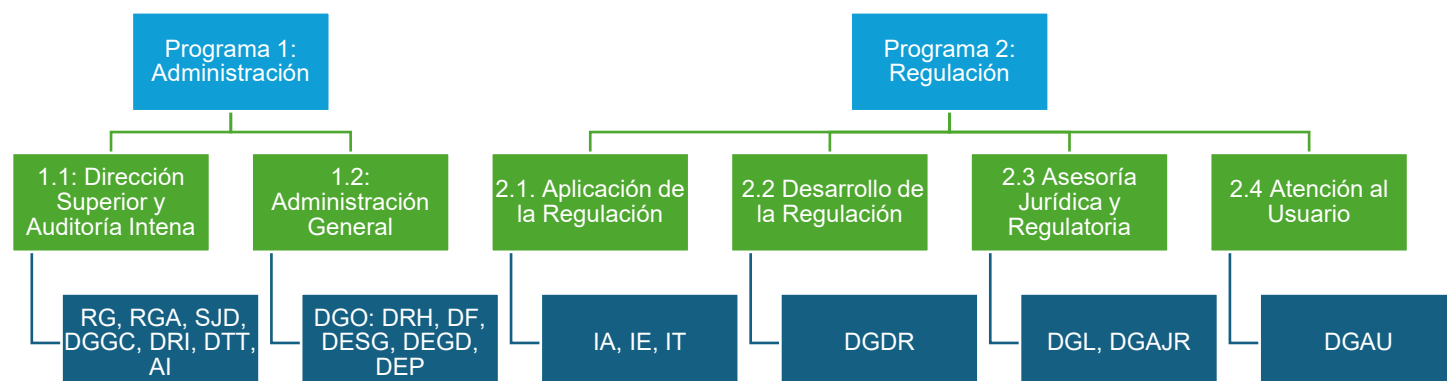 Programa 1:
Administración
Programa 2:
Regulación
1.1: Dirección
Superior y
Auditoría Intena
1.2:
Administración
General
2.1. Aplicación de
la Regulación
2.2 Desarrollo de
la Regulación
2.3 Asesoría
Jurídica y
Regulatoria
2.4 Atención al
Usuario
RG, RGA, SJD,
DGGC, DRI, DTT,
AI
DGO: DRH, DF,
DESG, DEGD,
DEP
IA, IE, IT
DGDR
DGL, DGAJR
DGAU